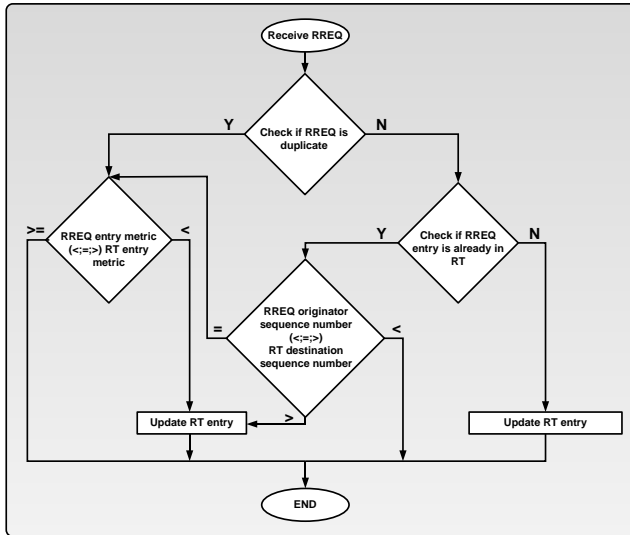 Receive RREQ
Y
N
Check if RREQ is
duplicate
>=
RREQ entry metric
(<;=;>) RT entry
metric
<
Y
Check if RREQ
entry is already in
RT
N
=
RREQ originator
sequence number
(<;=;>)
RT destination
sequence number
<
>
Update RT entry
Update RT entry
END